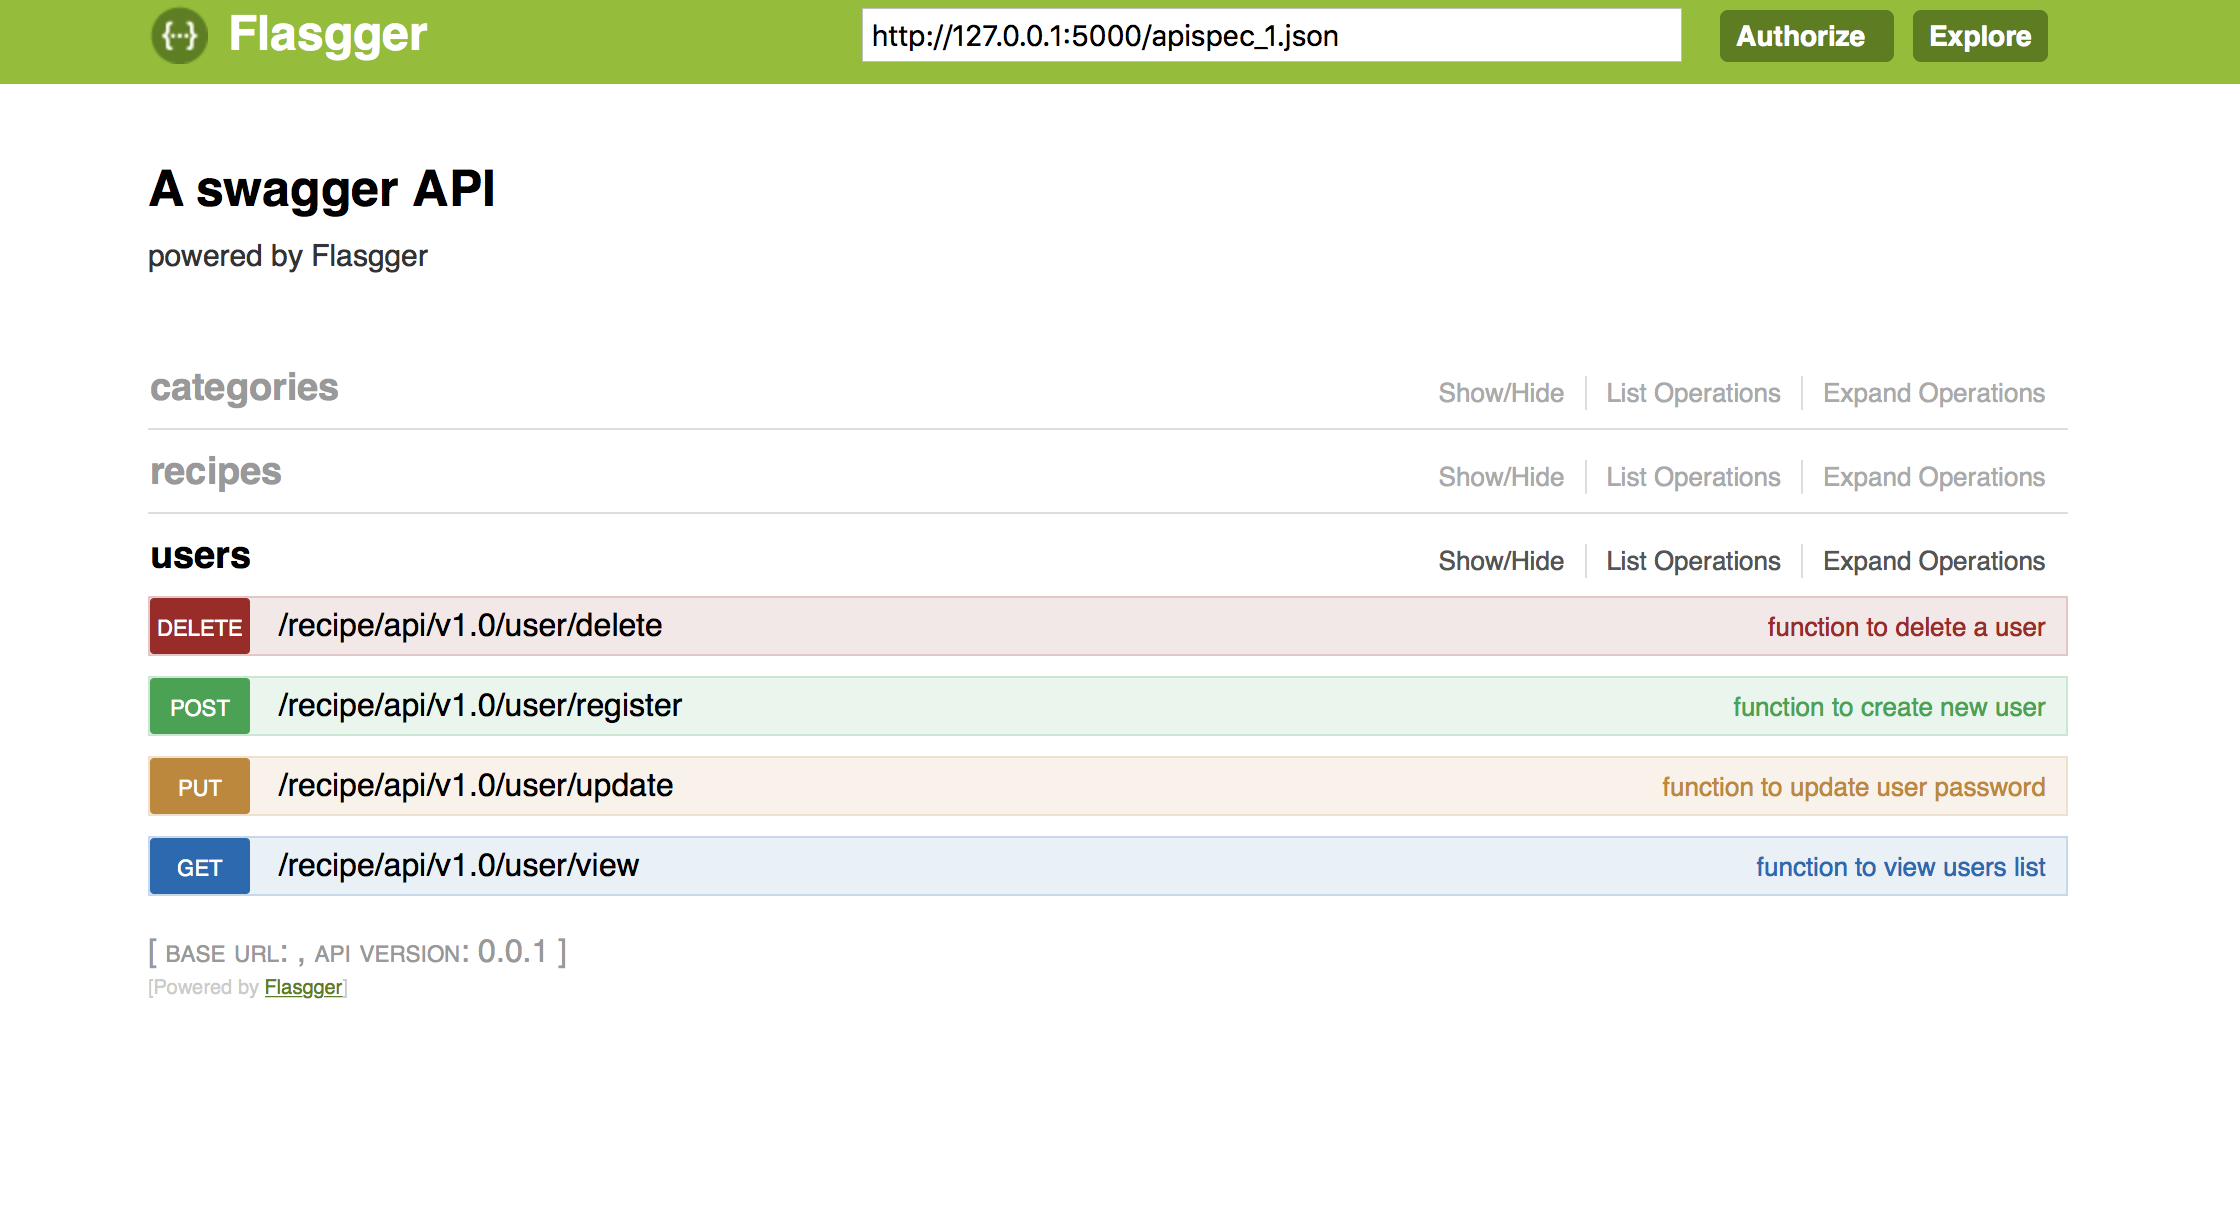 {···} Flasgger http://127.0.0.1:5000/apispec_1.json Authorize Explore
A swagger API
powered by Flasgger
categories Show/Hide List Operations Expand Operations
recipes Show/Hide List Operations Expand Operations
users Show/Hide List Operations Expand Operations
DELETE /recipe/api/v1.0/user/delete function to delete a user
POST /recipe/api/v1.0/user/register function to create new user
PUT /recipe/api/v1.0/user/update function to update user password
GET /recipe/api/v1.0/user/view function to view users list
[ BASE URL: , API VERSION: 0.0.1 ]
[Powered by Flasgger]